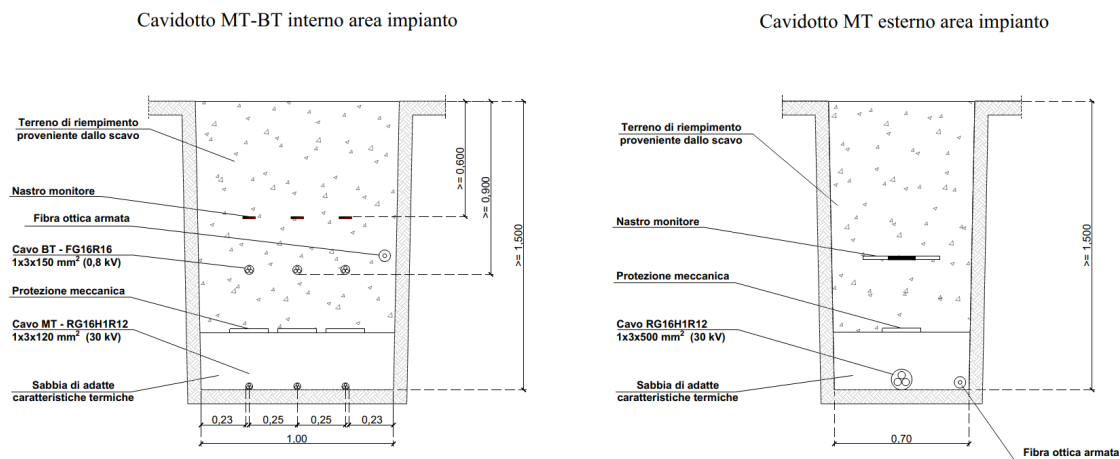 Cavidotto MT-BT interno area impianto
Terreno di riempimento
proveniente dallo scavo
Nastro monitore
Fibra ottica armata
Cavo BT - FG16R16
1x3x150 mm² (0,8 kV)
Protezione meccanica
Cavo MT - RG16H1R12
1x3x120 mm² (30 kV)
Sabbia di adatte
caratteristiche termiche
>= 0,600
>= 0,900
>= 1,500
0,23
0,25
0,25
0,23
1,00
Cavidotto MT esterno area impianto
Terreno di riempimento
proveniente dallo scavo
Nastro monitore
Protezione meccanica
Cavo RG16H1R12
1x3x500 mm² (30 kV)
Sabbia di adatte
caratteristiche termiche
>= 1,500
0,70
Fibra ottica armata